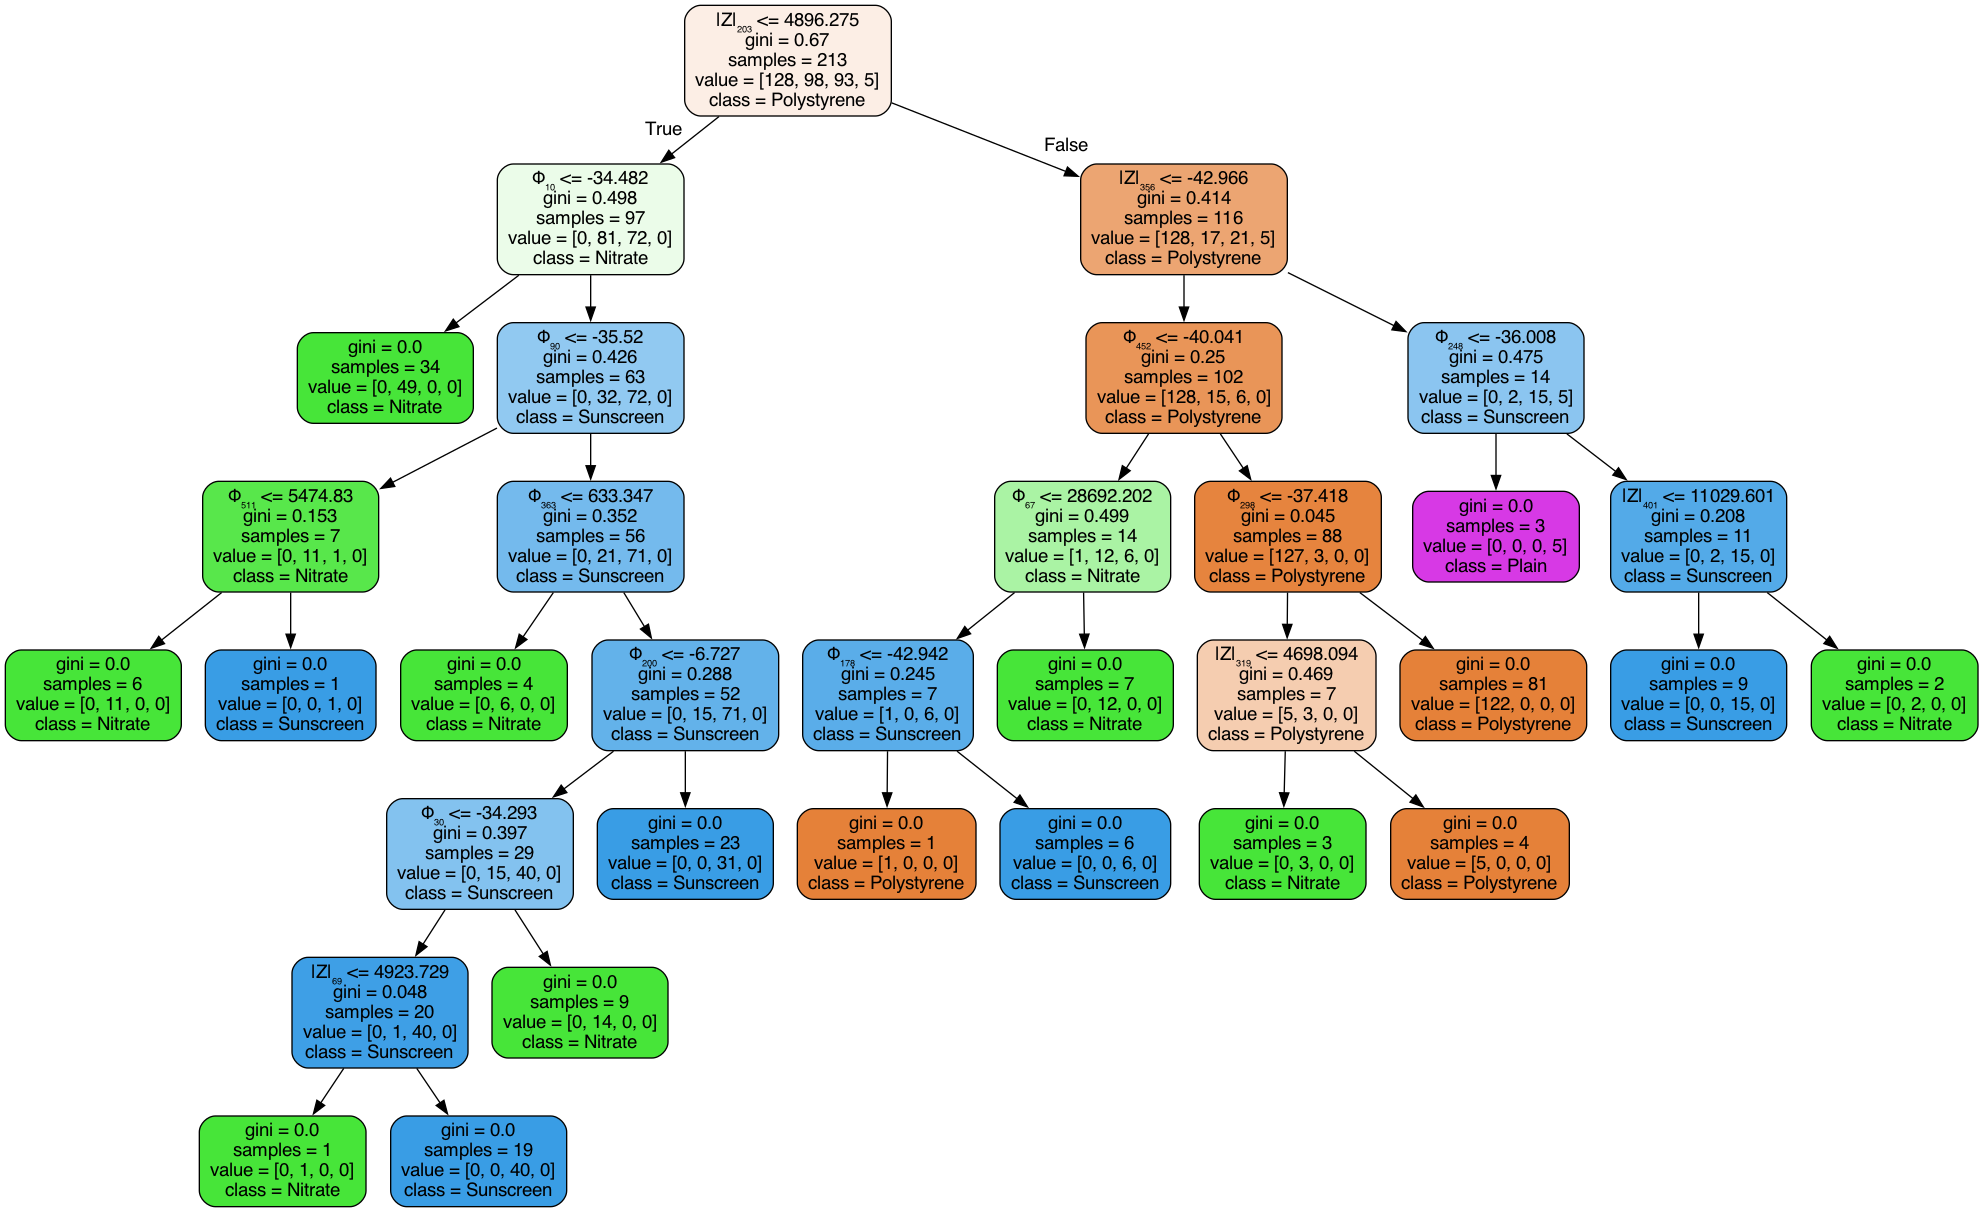 |Z|₂₀₃ <= 4896.275
gini = 0.67
samples = 213
value = [128, 98, 93, 5]
class = Polystyrene
True
False
Φ₁₀ <= -34.482
gini = 0.498
samples = 97
value = [0, 81, 72, 0]
class = Nitrate
|Z|₃₅₆ <= -42.966
gini = 0.414
samples = 116
value = [128, 17, 21, 5]
class = Polystyrene
gini = 0.0
samples = 34
value = [0, 49, 0, 0]
class = Nitrate
Φ₉₀ <= -35.52
gini = 0.426
samples = 63
value = [0, 32, 72, 0]
class = Sunscreen
Φ₄₅₂ <= -40.041
gini = 0.25
samples = 102
value = [128, 15, 6, 0]
class = Polystyrene
Φ₂₄₈ <= -36.008
gini = 0.475
samples = 14
value = [0, 2, 15, 5]
class = Sunscreen
Φ₅₁₁ <= 5474.83
gini = 0.153
samples = 7
value = [0, 11, 1, 0]
class = Nitrate
Φ₃₆₃ <= 633.347
gini = 0.352
samples = 56
value = [0, 21, 71, 0]
class = Sunscreen
Φ₆₇ <= 28692.202
gini = 0.499
samples = 14
value = [1, 12, 6, 0]
class = Nitrate
Φ₂₉₈ <= -37.418
gini = 0.045
samples = 88
value = [127, 3, 0, 0]
class = Polystyrene
gini = 0.0
samples = 3
value = [0, 0, 0, 5]
class = Plain
|Z|₄₀₁ <= 11029.601
gini = 0.208
samples = 11
value = [0, 2, 15, 0]
class = Sunscreen
gini = 0.0
samples = 6
value = [0, 11, 0, 0]
class = Nitrate
gini = 0.0
samples = 1
value = [0, 0, 1, 0]
class = Sunscreen
gini = 0.0
samples = 4
value = [0, 6, 0, 0]
class = Nitrate
Φ₂₀₀ <= -6.727
gini = 0.288
samples = 52
value = [0, 15, 71, 0]
class = Sunscreen
Φ₁₇₈ <= -42.942
gini = 0.245
samples = 7
value = [1, 0, 6, 0]
class = Sunscreen
gini = 0.0
samples = 7
value = [0, 12, 0, 0]
class = Nitrate
|Z|₃₁₉ <= 4698.094
gini = 0.469
samples = 7
value = [5, 3, 0, 0]
class = Polystyrene
gini = 0.0
samples = 81
value = [122, 0, 0, 0]
class = Polystyrene
gini = 0.0
samples = 9
value = [0, 0, 15, 0]
class = Sunscreen
gini = 0.0
samples = 2
value = [0, 2, 0, 0]
class = Nitrate
Φ₃₀ <= -34.293
gini = 0.397
samples = 29
value = [0, 15, 40, 0]
class = Sunscreen
gini = 0.0
samples = 23
value = [0, 0, 31, 0]
class = Sunscreen
gini = 0.0
samples = 1
value = [1, 0, 0, 0]
class = Polystyrene
gini = 0.0
samples = 6
value = [0, 0, 6, 0]
class = Sunscreen
gini = 0.0
samples = 3
value = [0, 3, 0, 0]
class = Nitrate
gini = 0.0
samples = 4
value = [5, 0, 0, 0]
class = Polystyrene
|Z|₆₉ <= 4923.729
gini = 0.048
samples = 20
value = [0, 1, 40, 0]
class = Sunscreen
gini = 0.0
samples = 9
value = [0, 14, 0, 0]
class = Nitrate
gini = 0.0
samples = 1
value = [0, 1, 0, 0]
class = Nitrate
gini = 0.0
samples = 19
value = [0, 0, 40, 0]
class = Sunscreen